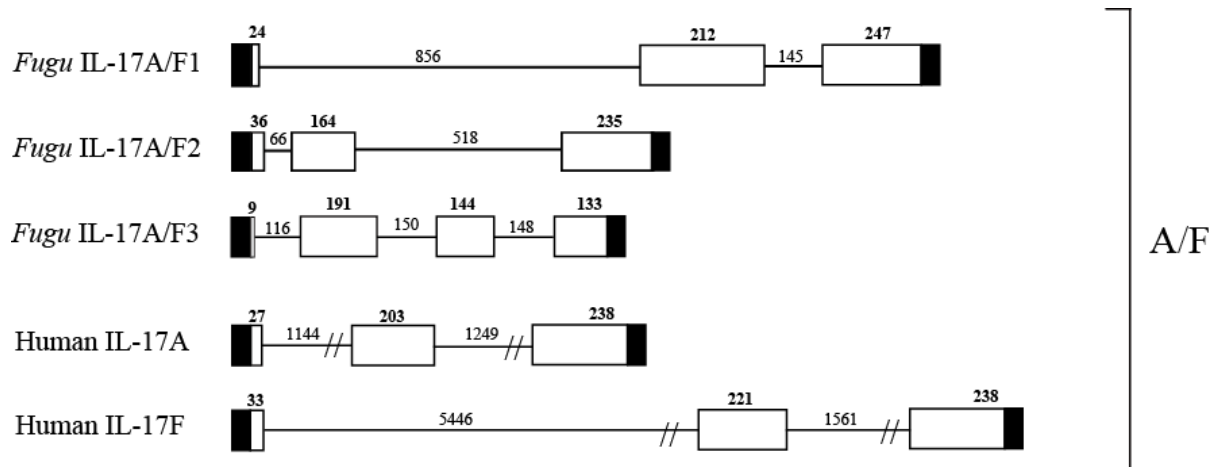 24 212 247
Fugu IL-17A/F1 856 145
36 164 235
Fugu IL-17A/F2 66 518
9 191 144 133
Fugu IL-17A/F3 116 150 148
A/F
27 203 238
Human IL-17A 1144 // 1249 //
33 221 238
Human IL-17F 5446 // 1561 //